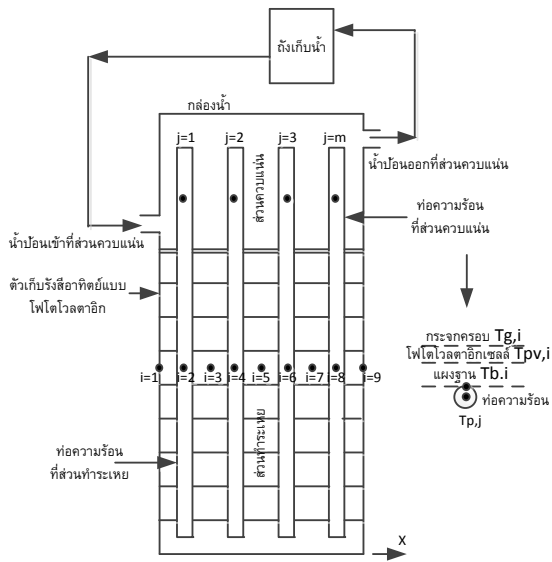 ถังเก็บน้ำ
กล่องน้ำ
j=1 j=2 j=3 j=m
น้ำป้อนออกที่ส่วนควบแน่น
ส่วนควบแน่น
ท่อความร้อน
ที่ส่วนควบแน่น
น้ำป้อนเข้าที่ส่วนควบแน่น
ตัวเก็บรังสีอาทิตย์แบบ
โฟโตโวลตาอิก
กระจกครอบ Tg,i
โฟโตโวลตาอิกเซลล์ Tpv,i
แผงฐาน Tb.i
ท่อความร้อน
Tp,j
i=1 i=2 i=3 i=4 i=5 i=6 i=7 i=8 i=9
ส่วนทำระเหย
ท่อความร้อน
ที่ส่วนทำระเหย
X